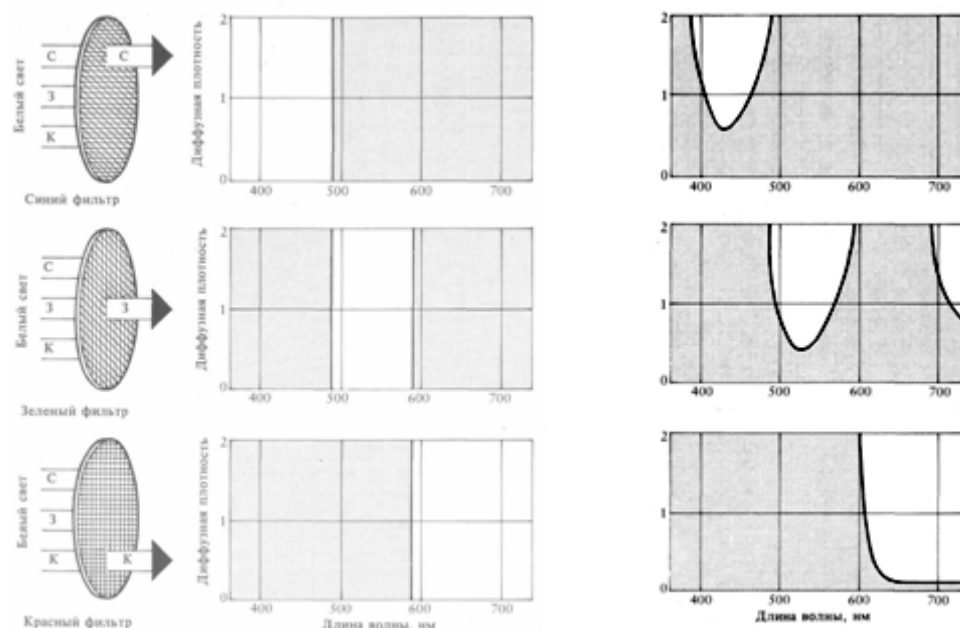 Белый свет
С
З
К
С
Синий фильтр
Диффузная плотность
2
1
0
400
500
600
700
2
1
0
400
500
600
700
Белый свет
С
З
К
З
Зеленый фильтр
Диффузная плотность
2
1
0
400
500
600
700
2
1
0
400
500
600
700
Белый свет
С
З
К
К
Красный фильтр
Диффузная плотность
2
1
0
400
500
600
700
Длина волны, нм
2
1
0
400
500
600
700
Длина волны, нм